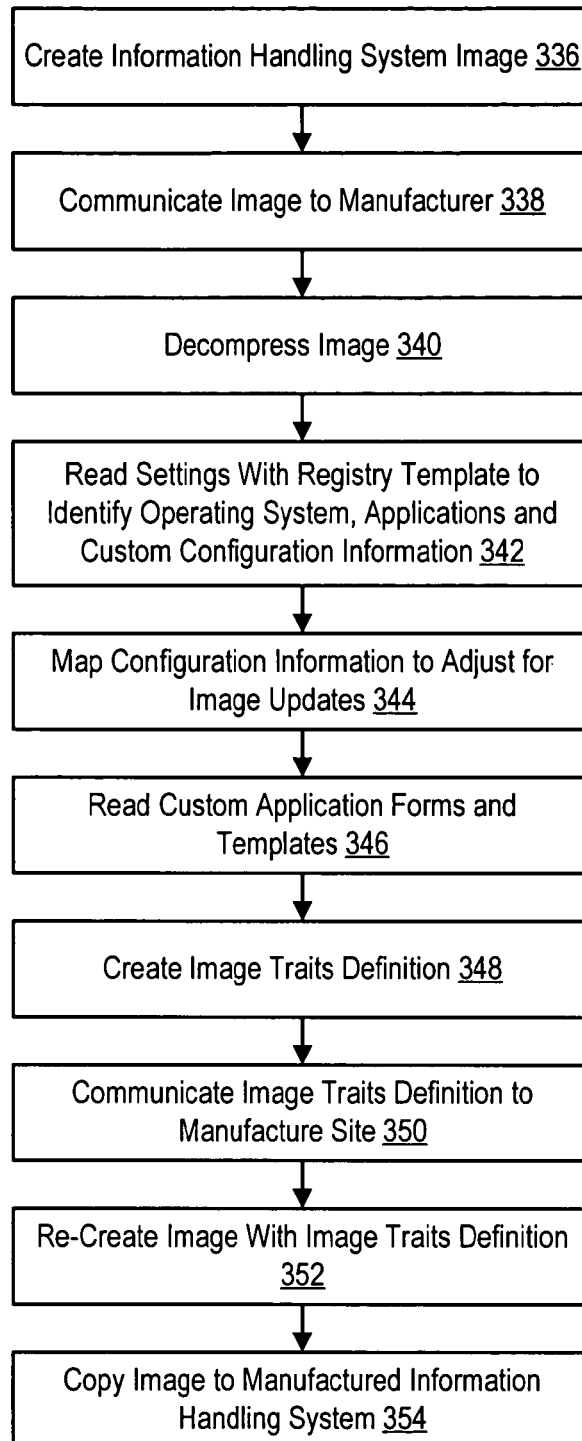 Create Information Handling System Image 336
Communicate Image to Manufacturer 338
Decompress Image 340
Read Settings With Registry Template to
Identify Operating System, Applications and
Custom Configuration Information 342
Map Configuration Information to Adjust for
Image Updates 344
Read Custom Application Forms and
Templates 346
Create Image Traits Definition 348
Communicate Image Traits Definition to
Manufacture Site 350
Re-Create Image With Image Traits Definition
352
Copy Image to Manufactured Information
Handling System 354